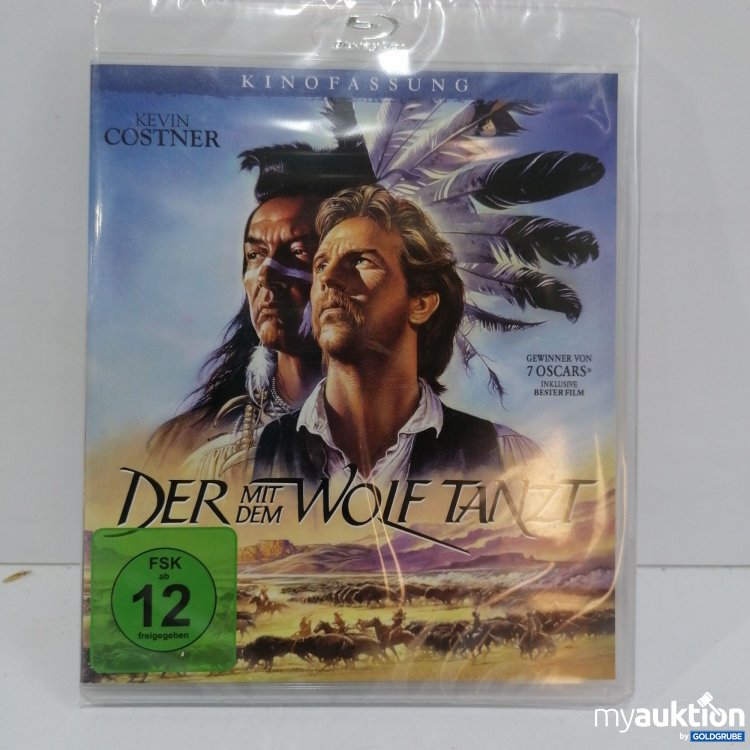 KINOFASSUNG
KEVIN
COSTNER
GEWINNER VON
7 OSCARS®
INKLUSIVE
BESTER FILM
DER MIT DEM WOLF TANZT
FSK
ab
12
freigegeben
myauktion
by GOLDGRUBE